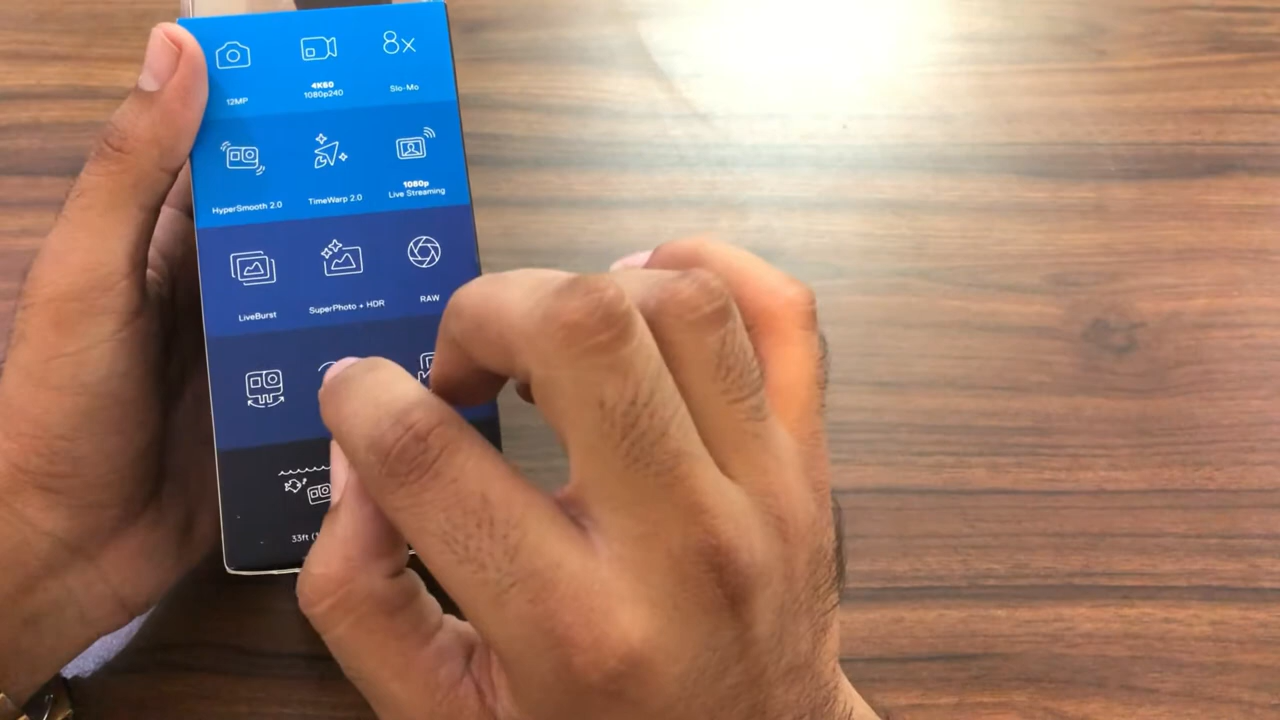 8x
12MP
4K60
1080p240
Slo-Mo
HyperSmooth 2.0
TimeWarp 2.0
1080p
Live Streaming
LiveBurst
SuperPhoto + HDR
RAW
33ft